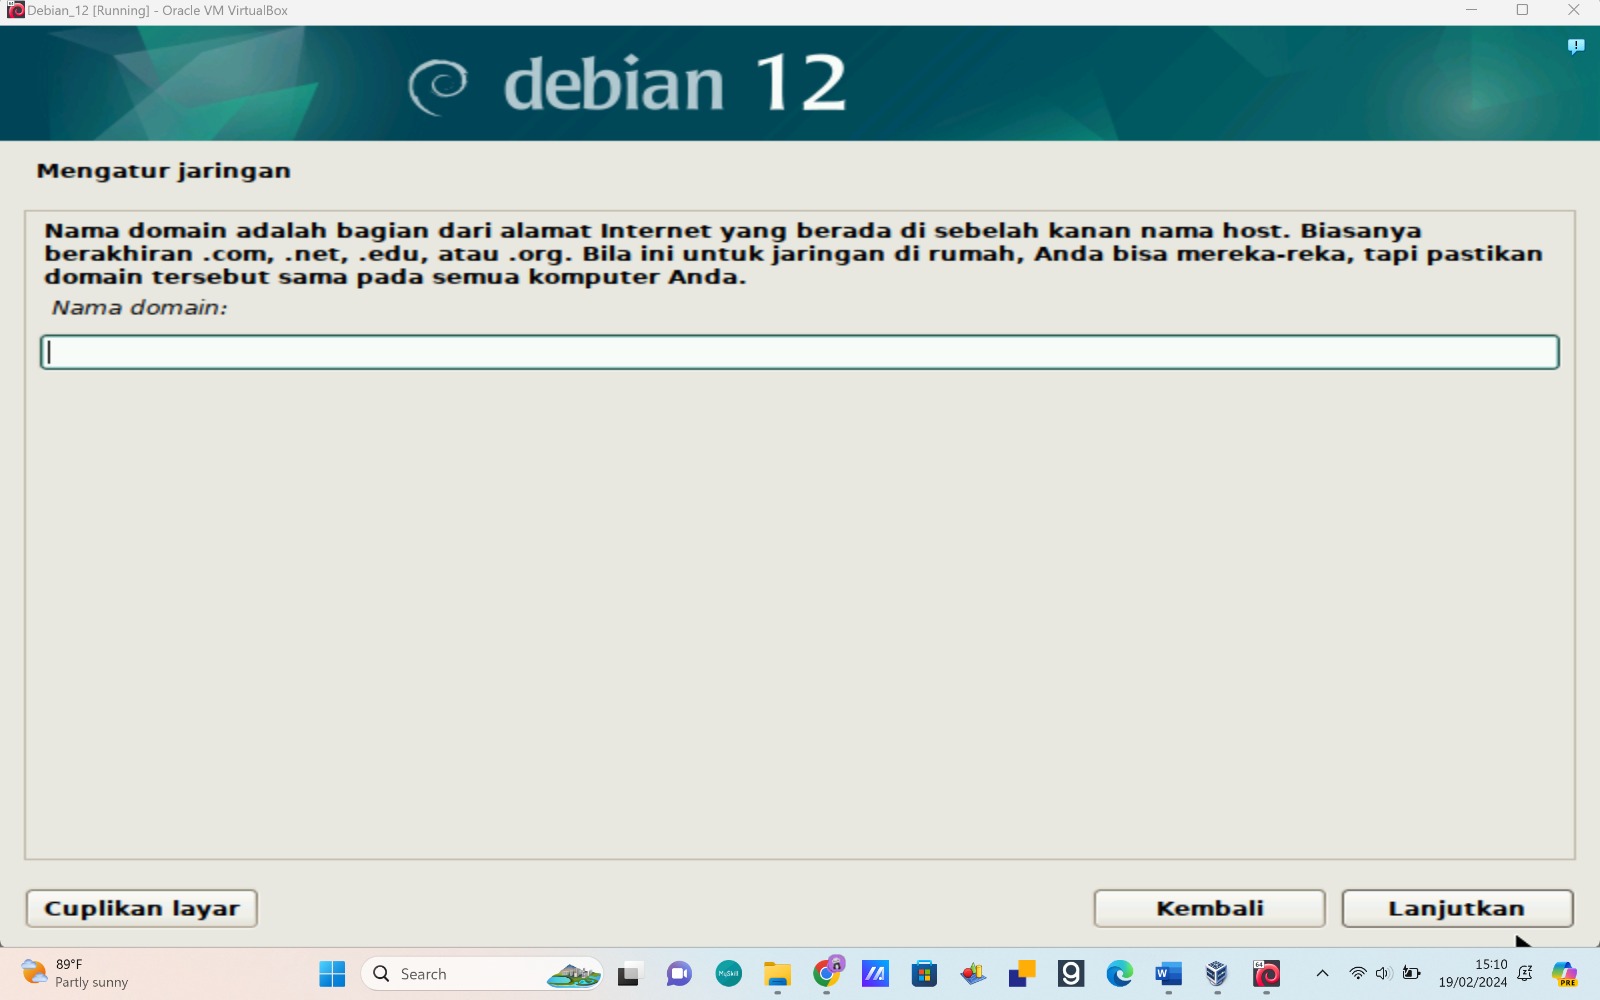 Debian_12 [Running] - Oracle VM VirtualBox
debian 12
Mengatur jaringan
Nama domain adalah bagian dari alamat Internet yang berada di sebelah kanan nama host. Biasanya
berakhiran .com, .net, .edu, atau .org. Bila ini untuk jaringan di rumah, Anda bisa mereka-reka, tapi pastikan
domain tersebut sama pada semua komputer Anda.
Nama domain:
Cuplikan layar
Kembali
Lanjutkan
89°F
Partly sunny
Search
MySkill
15:10
19/02/2024
PRE